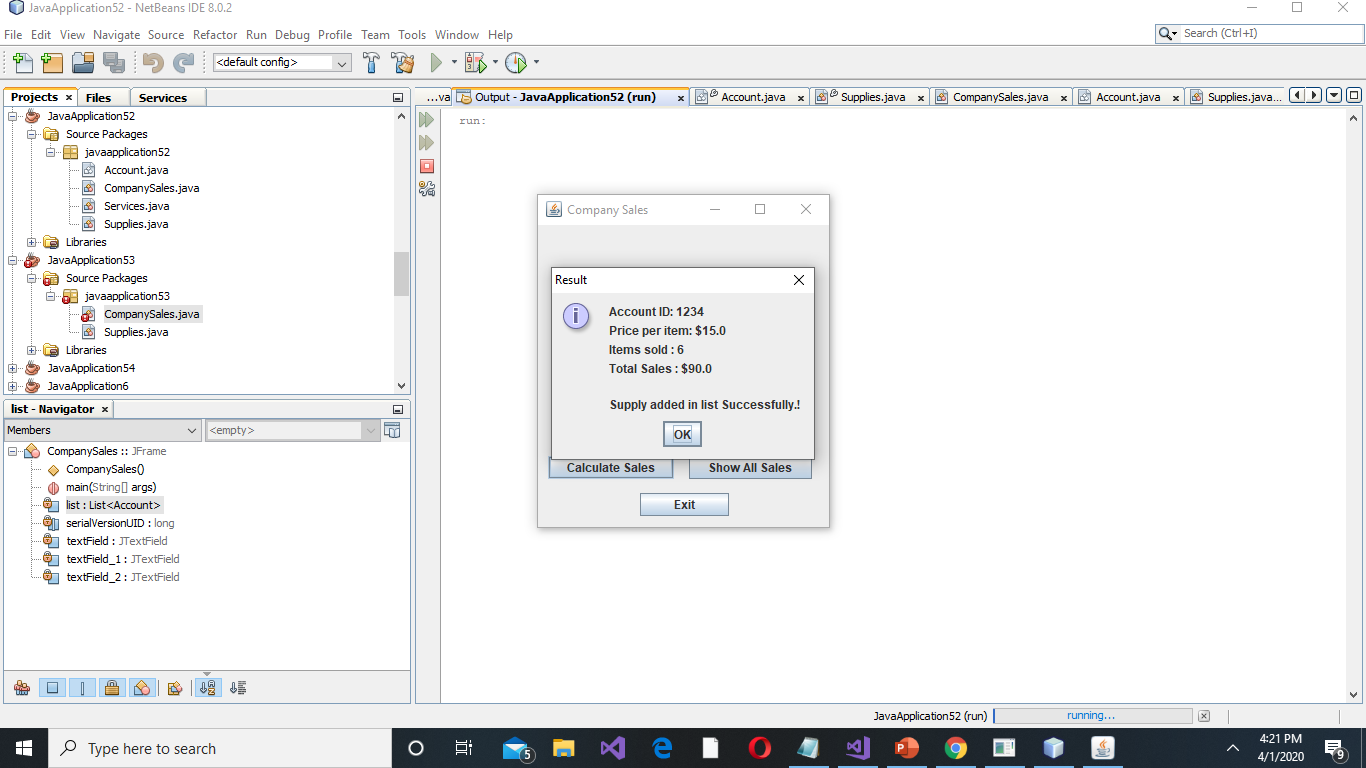 JavaApplication52 - NetBeans IDE 8.0.2
File Edit View Navigate Source Refactor Run Debug Profile Team Tools Window Help
Search (Ctrl+I)
<default config>
Projects Files Services
JavaApplication52
Source Packages
javaapplication52
Account.java
CompanySales.java
Services.java
Supplies.java
Libraries
JavaApplication53
Source Packages
javaapplication53
CompanySales.java
Supplies.java
Libraries
JavaApplication54
JavaApplication6
list - Navigator
Members
<empty>
CompanySales :: JFrame
CompanySales()
main(String[] args)
list : List<Account>
serialVersionUID : long
textField : JTextField
textField_1 : JTextField
textField_2 : JTextField
...va Output - JavaApplication52 (run) Account.java Supplies.java CompanySales.java Account.java Supplies.java...
run:
Company Sales
Result
Account ID: 1234
Price per item: $15.0
Items sold : 6
Total Sales : $90.0
Supply added in list Successfully.!
OK
Calculate Sales Show All Sales
Exit
JavaApplication52 (run) running...
Type here to search
5
4:21 PM
4/1/2020
9